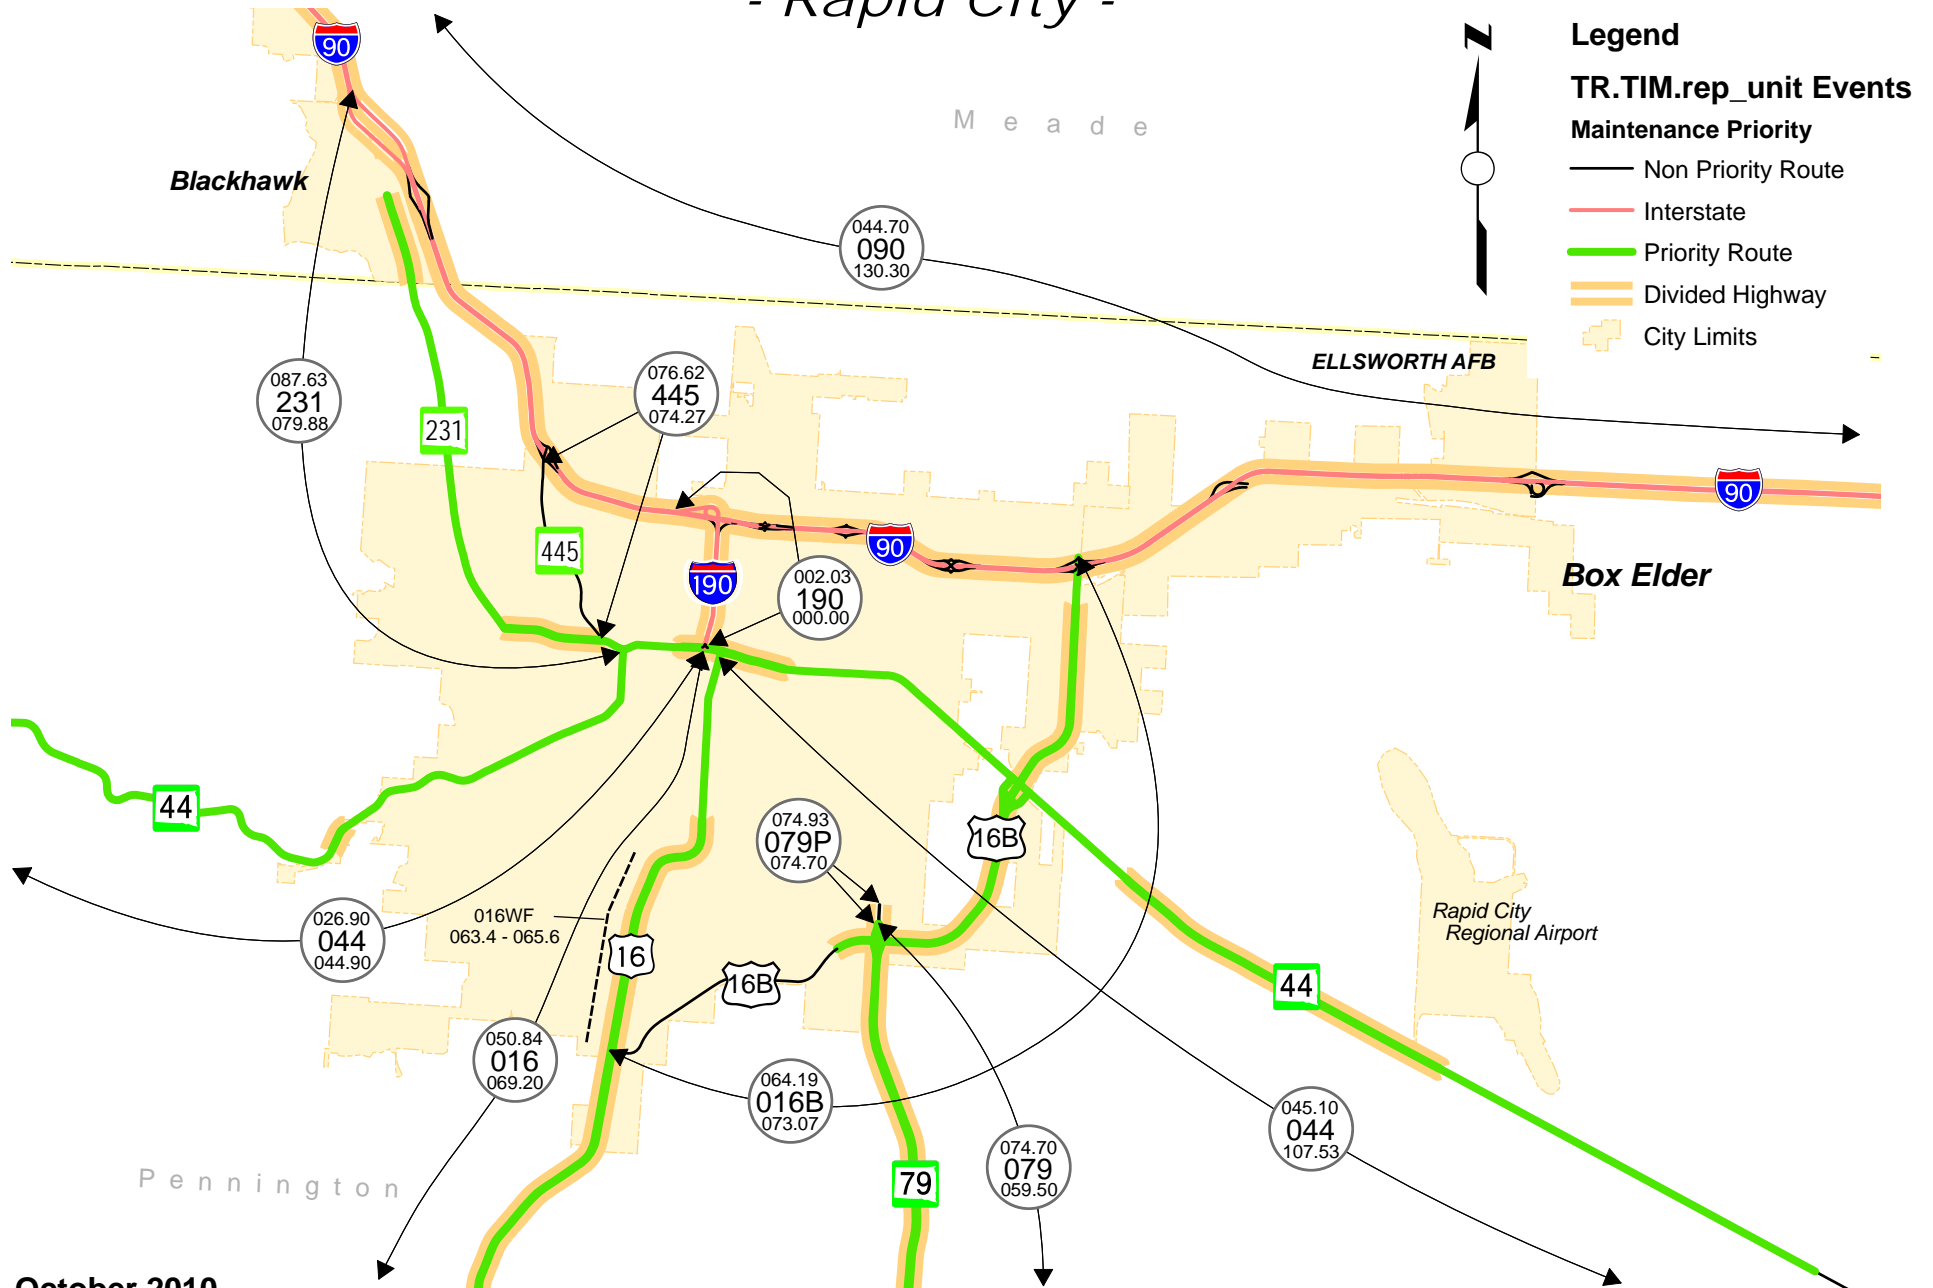 - Rapid City -
Legend
TR.TIM.rep_unit Events
Maintenance Priority
Non Priority Route
Interstate
Priority Route
Divided Highway
City Limits
90
Meade
Blackhawk
044.70
090
130.30
ELLSWORTH AFB
087.63
231
079.88
076.62
445
074.27
231
90
445
90
190
002.03
190
000.00
Box Elder
44
074.93
079P
074.70
16B
026.90
044
044.90
016WF
063.4 - 065.6
16
16B
Rapid City
Regional Airport
44
050.84
016
069.20
064.19
016B
073.07
045.10
044
107.53
074.70
079
059.50
79
Pennington
October 2010